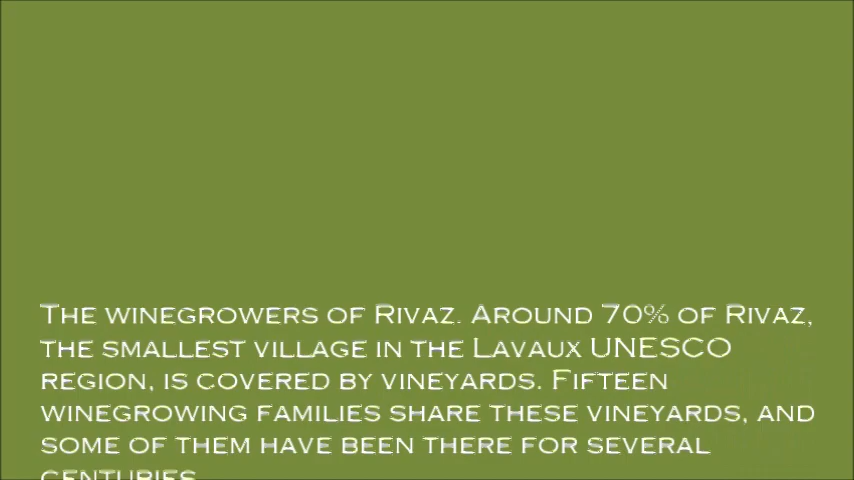 The winegrowers of Rivaz. Around 70% of Rivaz,
the smallest village in the Lavaux UNESCO
region, is covered by vineyards. Fifteen
winegrowing families share these vineyards, and
some of them have been there for several
centuries